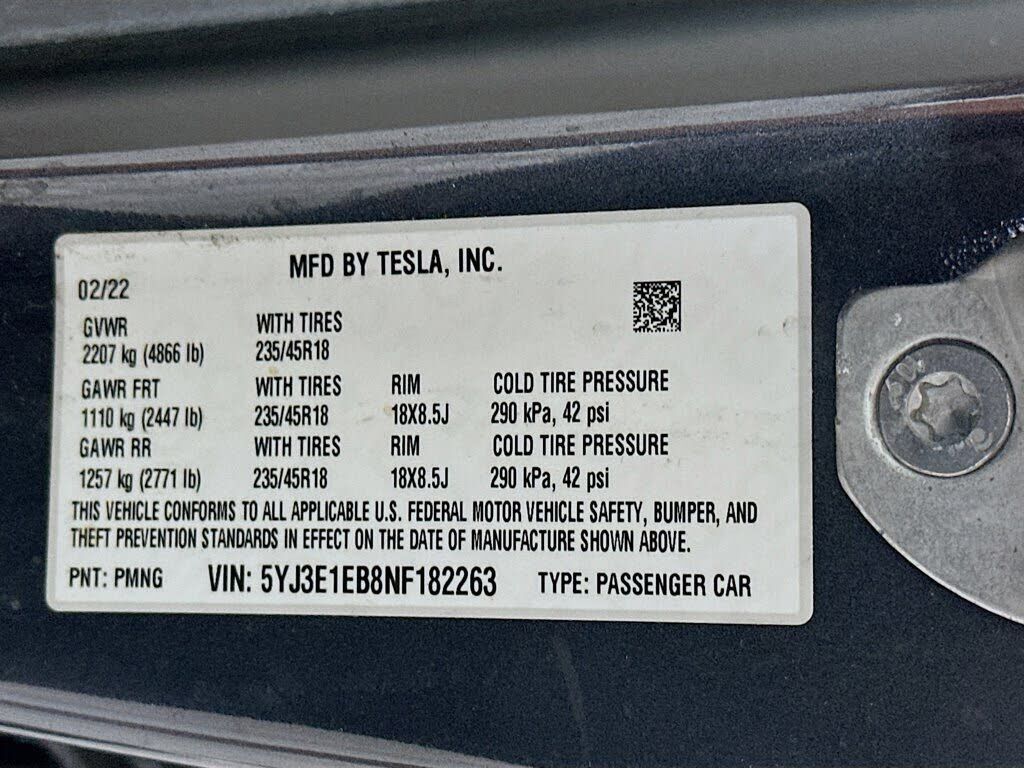 MFD BY TESLA, INC.
02/22
GVWR WITH TIRES
2207 kg (4866 lb) 235/45R18
GAWR FRT WITH TIRES RIM COLD TIRE PRESSURE
1110 kg (2447 lb) 235/45R18 18X8.5J 290 kPa, 42 psi
GAWR RR WITH TIRES RIM COLD TIRE PRESSURE
1257 kg (2771 lb) 235/45R18 18X8.5J 290 kPa, 42 psi
THIS VEHICLE CONFORMS TO ALL APPLICABLE U.S. FEDERAL MOTOR VEHICLE SAFETY, BUMPER, AND
THEFT PREVENTION STANDARDS IN EFFECT ON THE DATE OF MANUFACTURE SHOWN ABOVE.
PNT: PMNG VIN: 5YJ3E1EB8NF182263 TYPE: PASSENGER CAR